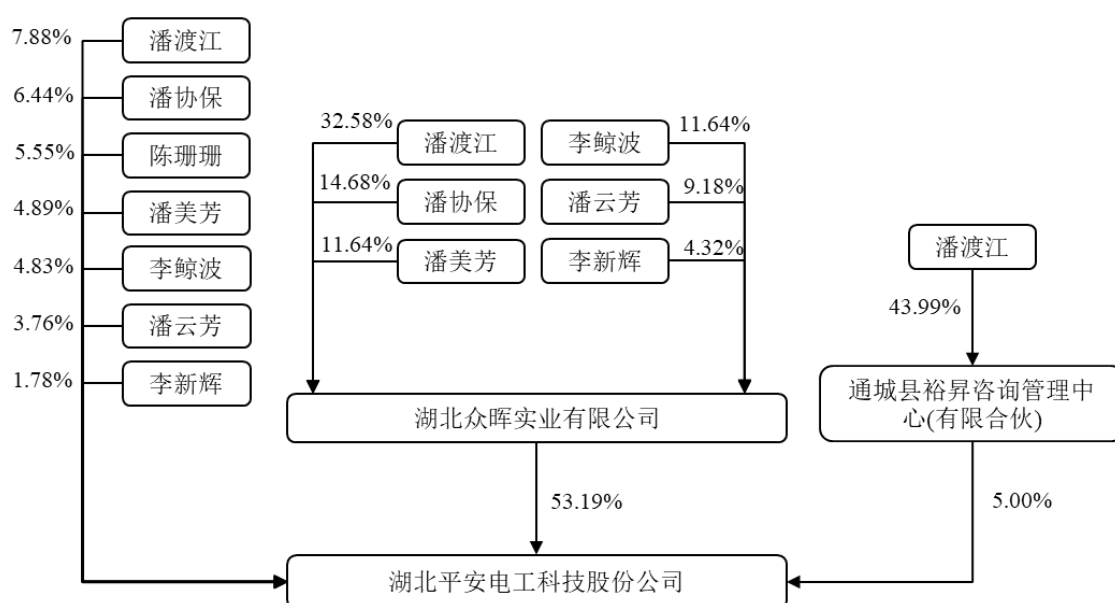 7.88%
潘渡江
6.44%
潘协保
5.55%
陈珊珊
4.89%
潘美芳
4.83%
李鲸波
3.76%
潘云芳
1.78%
李新辉
32.58%
潘渡江
李鲸波
11.64%
14.68%
潘协保
潘云芳
9.18%
11.64%
潘美芳
李新辉
4.32%
潘渡江
43.99%
通城县裕昇咨询管理中
心(有限合伙)
湖北众晖实业有限公司
53.19%
5.00%
湖北平安电工科技股份公司